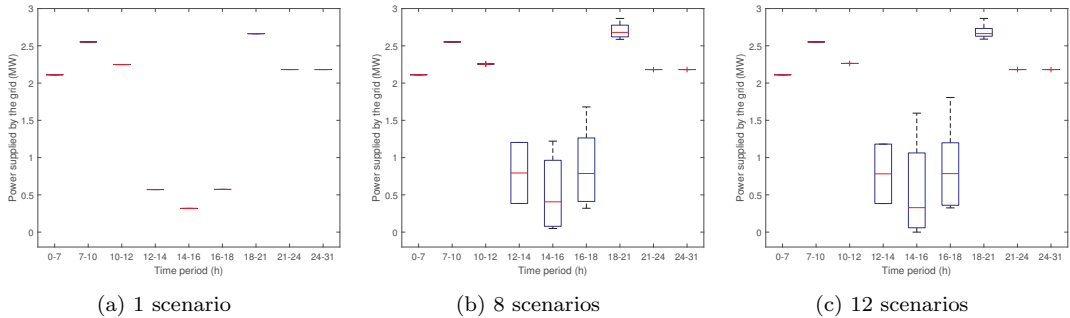 Power supplied by the grid (MW)
3
2.5
2
1.5
1
0.5
0
0-7 7-10 10-12 12-14 14-16 16-18 18-21 21-24 24-31
Time period (h)
(a) 1 scenario
Power supplied by the grid (MW)
3
2.5
2
1.5
1
0.5
0
0-7 7-10 10-12 12-14 14-16 16-18 18-21 21-24 24-31
Time period (h)
(b) 8 scenarios
Power supplied by the grid (MW)
3
2.5
2
1.5
1
0.5
0
0-7 7-10 10-12 12-14 14-16 16-18 18-21 21-24 24-31
Time period (h)
(c) 12 scenarios